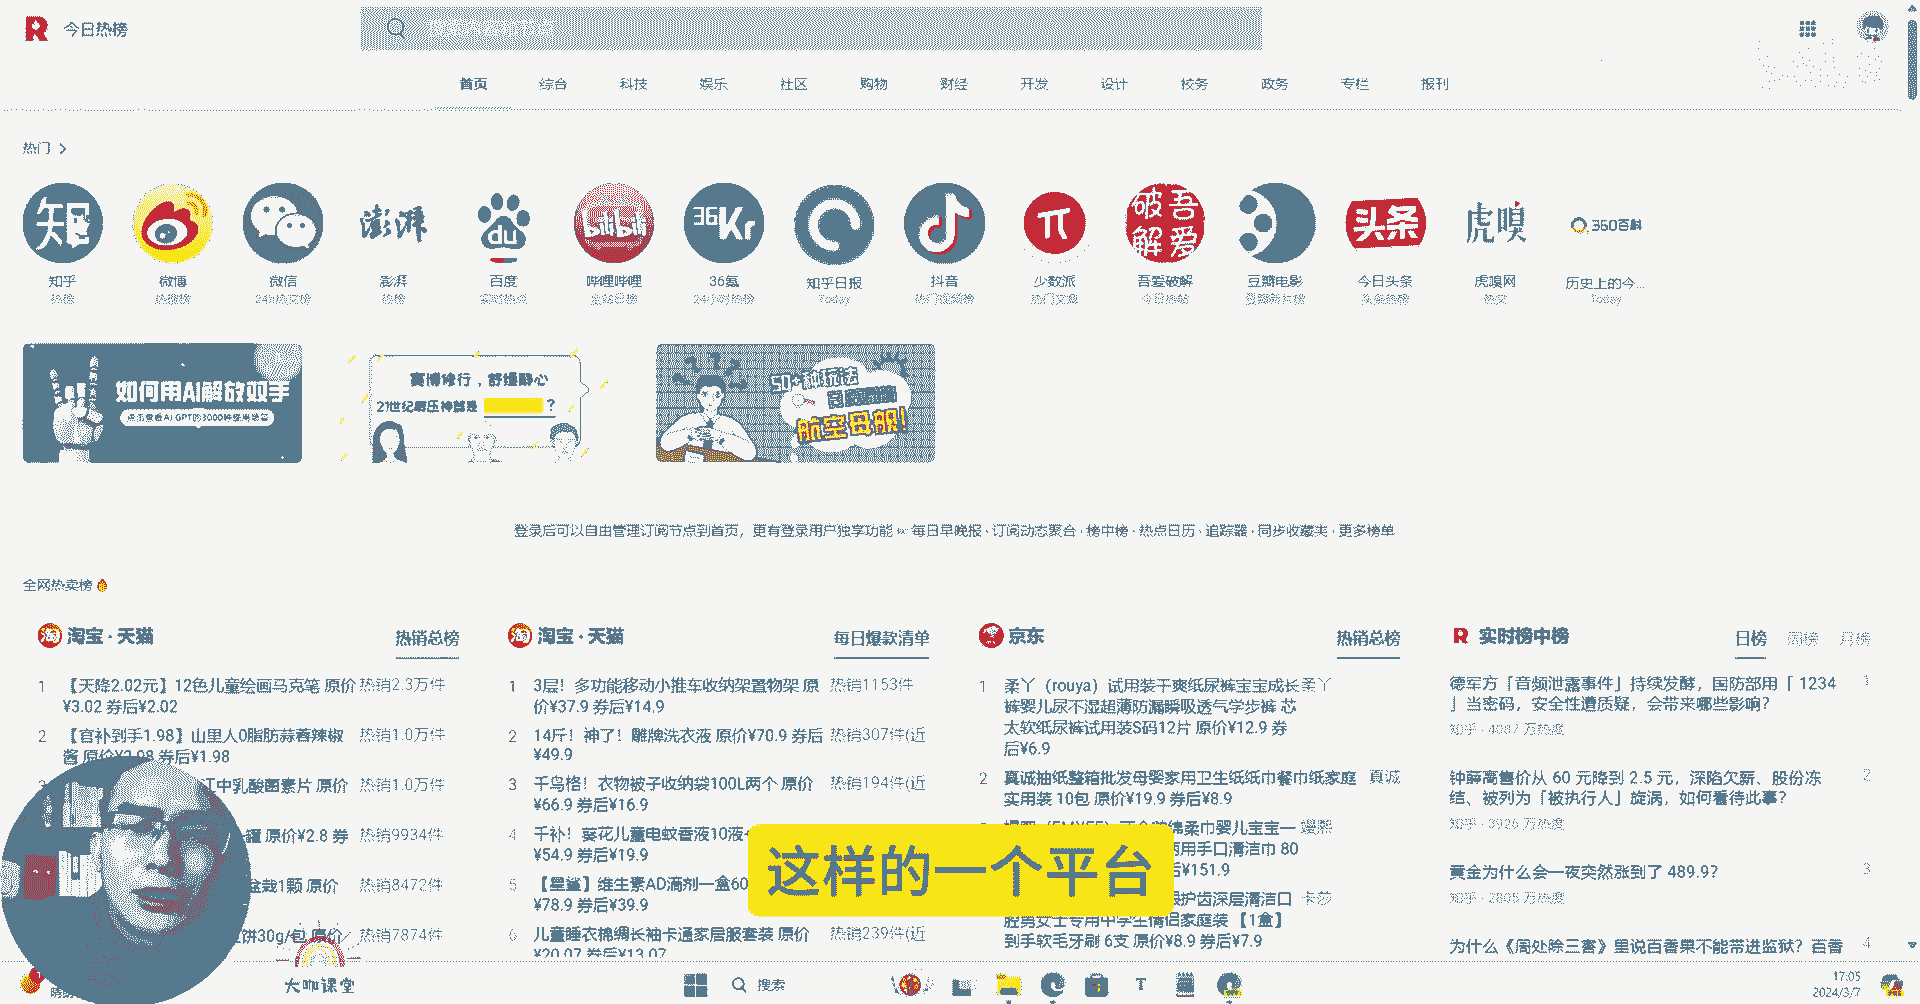 今日热榜
首页 综合 科技 娱乐 社区 购物 财经 开发 设计 校务 政务 专栏 报刊
热门
知乎 微博 微信 澎湃 百度 哔哩哔哩 36氪 知乎日报 抖音 少数派 吾爱破解 豆瓣电影 今日头条 虎嗅网 历史上的今...
热榜 热搜榜 24h热文榜 热榜 实时热点 全站日榜 24小时热榜 Today 热门视频榜 热门文章 今日热帖 头条热榜 热文 Today
如何用AI解放双手
赛博修行，舒缓静心
21世纪解压神器是 ？
50+种玩法
航空母舰!
登录后可以自由管理订阅节点到首页，更有登录用户独享功能 每日早晚报 · 订阅动态聚合 · 榜中榜 · 热点日历 · 追踪器 · 同步收藏夹 · 更多榜单
全网热卖榜
淘宝 · 天猫 热销总榜
1 【天降2.02元】12色儿童绘画马克笔 原价 热销2.3万件
¥3.02 券后¥2.02
2 【官补到手1.98】山里人0脂肪蒜蓉辣椒 热销1.0万件
酱 原价¥3.98 券后¥1.98
江中乳酸菌素片 原价 热销1.0万件
原价¥2.8 券 热销9934件
盆栽1颗 原价 热销8472件
饼30g/包 原价 热销7874件
淘宝 · 天猫 每日爆款清单
1 3层！多功能移动小推车收纳架置物架 原 热销1153件
价¥37.9 券后¥14.9
2 14斤！神了！雕牌洗衣液 原价¥70.9 券后 热销307件(近
¥49.9
3 千鸟格！衣物被子收纳袋100L两个 原价 热销194件(近
¥66.9 券后¥16.9
4 千补！葵花儿童电蚊香液10液
¥54.9 券后¥19.9
5 【星鲨】维生素AD滴剂一盒60
¥78.9 券后¥39.9
6 儿童睡衣棉绸长袖卡通家居服套装 原价 热销239件(近
¥20.07 券后¥13.07
京东 热销总榜
1 柔丫（rouya）试用装干爽纸尿裤宝宝成长 柔丫
裤婴儿尿不湿超薄防漏瞬吸透气学步裤 芯
太软纸尿裤试用装S码12片 原价¥12.9 券
后¥6.9
2 真诚抽纸整箱批发母婴家用卫生纸纸巾餐巾纸家庭 真诚
实用装 10包 原价¥19.9 券后¥8.9
绵柔巾婴儿宝宝一 嫚熙
两用手口清洁巾 80
后¥151.9
护齿深层清洁口 卡莎
腔男女士专用中学生情侣家庭装 【1盒】
到手软毛牙刷 6支 原价¥8.9 券后¥7.9
实时榜中榜 日榜 周榜 月榜
德军方「音频泄露事件」持续发酵，国防部用「 1234 1
」当密码，安全性遭质疑，会带来哪些影响？
知乎 · 4087 万热度
钟薛高售价从 60 元降到 2.5 元，深陷欠薪、股份冻 2
结、被列为「被执行人」旋涡，如何看待此事？
知乎 · 3926 万热度
黄金为什么会一夜突然涨到了 489.9？ 3
知乎 · 2805 万热度
为什么《周处除三害》里说百香果不能带进监狱？百香 4
这样的一个平台
大咖课堂
搜索
17:05
2024/3/7